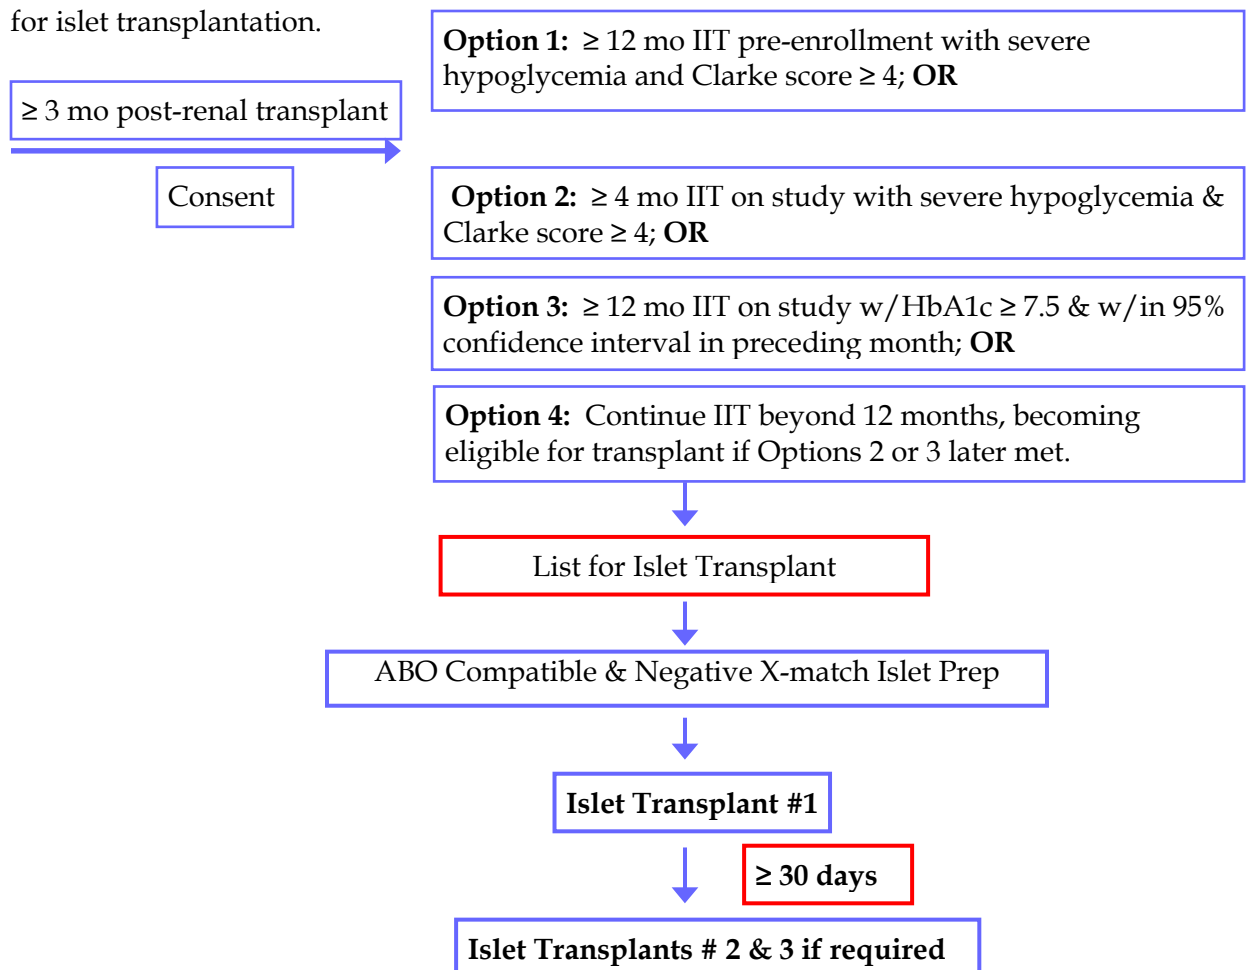 for islet transplantation.
≥ 3 mo post-renal transplant
Consent
Option 1: ≥ 12 mo IIT pre-enrollment with severe
hypoglycemia and Clarke score ≥ 4; OR
Option 2: ≥ 4 mo IIT on study with severe hypoglycemia &
Clarke score ≥ 4; OR
Option 3: ≥ 12 mo IIT on study w/HbA1c ≥ 7.5 & w/in 95%
confidence interval in preceding month; OR
Option 4: Continue IIT beyond 12 months, becoming
eligible for transplant if Options 2 or 3 later met.
List for Islet Transplant
ABO Compatible & Negative X-match Islet Prep
Islet Transplant #1
≥ 30 days
Islet Transplants # 2 & 3 if required